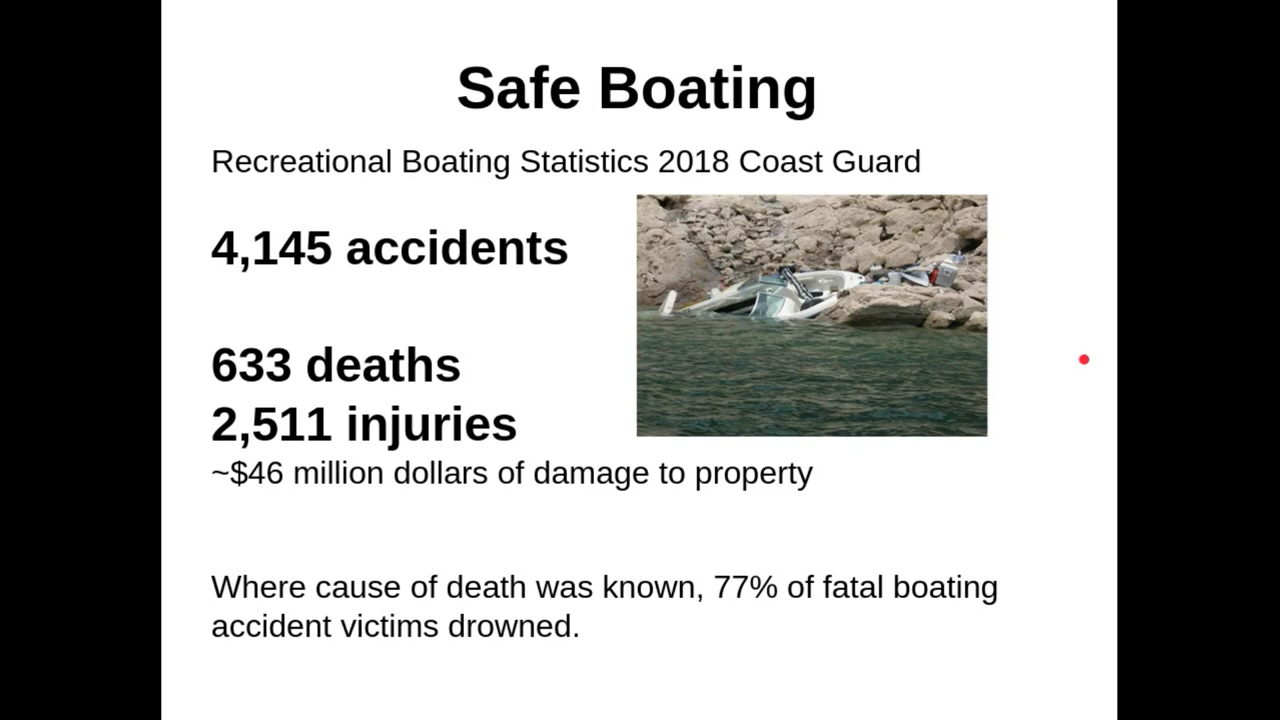 Safe Boating
Recreational Boating Statistics 2018 Coast Guard
4,145 accidents
633 deaths
2,511 injuries
~$46 million dollars of damage to property
Where cause of death was known, 77% of fatal boating
accident victims drowned.